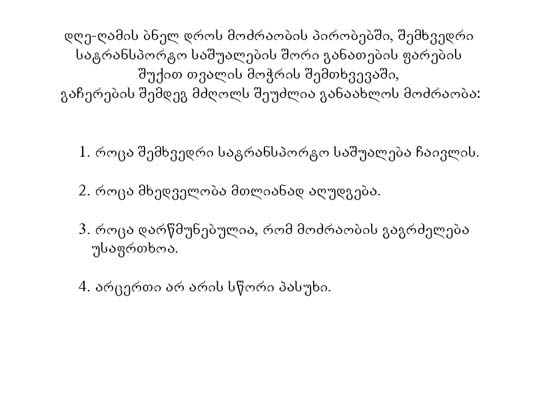 დღე-ღამის ბნელ დროს მოძრაობის პირობებში, შემხვედრი
სატრანსპორტო საშუალების შორი განათების ფარების
შუქით თვალის მოჭრის შემთხვევაში,
გაჩერების შემდეგ მძღოლს შეუძლია განაახლოს მოძრაობა:
1. როცა შემხვედრი სატრანსპორტო საშუალება ჩაივლის.
2. როცა მხედველობა მთლიანად აღუდგება.
3. როცა დარწმუნებულია, რომ მოძრაობის გაგრძელება
უსაფრთხოა.
4. არცერთი არ არის სწორი პასუხი.